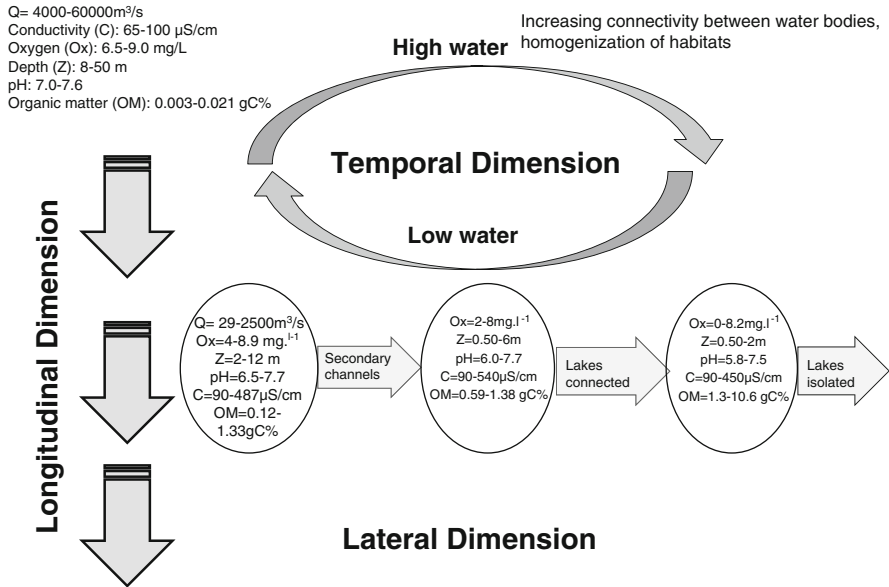 Q= 4000-60000m³/s
Conductivity (C): 65-100 µS/cm
Oxygen (Ox): 6.5-9.0 mg/L
Depth (Z): 8-50 m
pH: 7.0-7.6
Organic matter (OM): 0.003-0.021 gC%
Increasing connectivity between water bodies,
homogenization of habitats
High water
Temporal Dimension
Low water
Longitudinal Dimension
Q= 29-2500m³/s
Ox=4-8.9 mg.l⁻¹
Z=2-12 m
pH=6.5-7.7
C=90-487µS/cm
OM=0.12-
1.33gC%
Secondary
channels
Ox=2-8mg.l⁻¹
Z=0.50-6m
pH=6.0-7.7
C=90-540µS/cm
OM=0.59-1.38 gC%
Lakes
connected
Ox=0-8.2mg.l⁻¹
Z=0.50-2m
pH=5.8-7.5
C=90-450µS/cm
OM=1.3-10.6 gC%
Lakes
isolated
Lateral Dimension